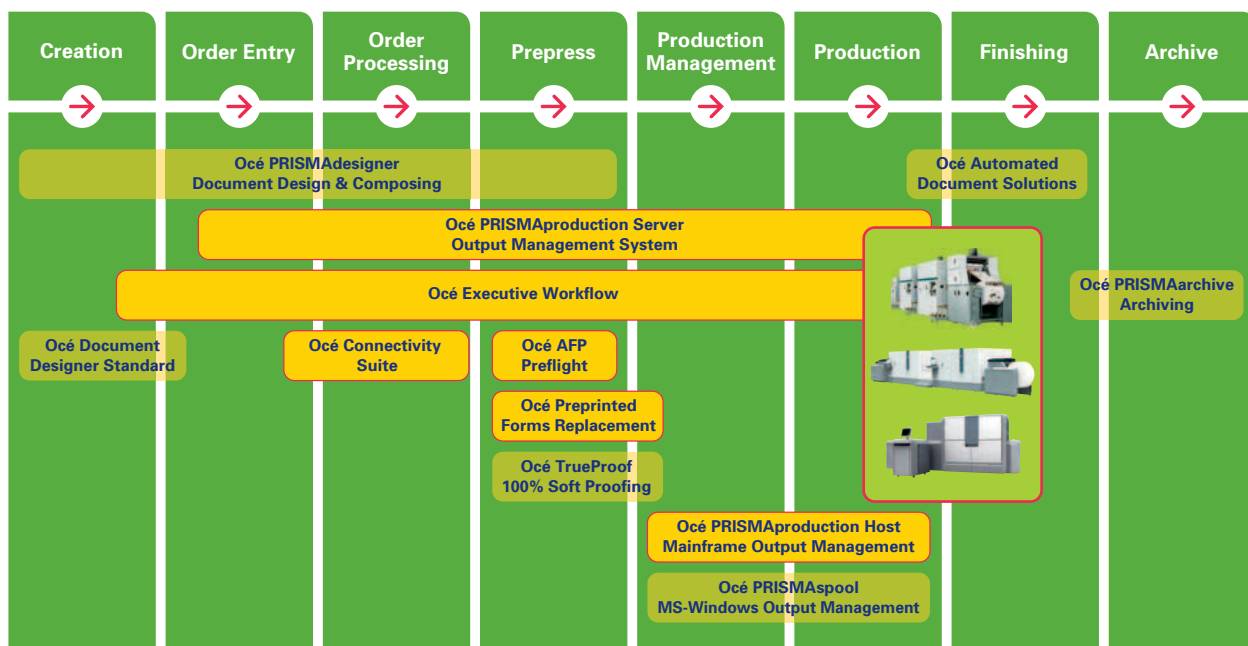 Creation
Order Entry
Order
Processing
Prepress
Production
Management
Production
Finishing
Archive
Océ PRISMAdesigner
Document Design & Composing
Océ Automated
Document Solutions
Océ PRISMAproduction Server
Output Management System
Océ Executive Workflow
Océ PRISMAarchive
Archiving
Océ Document
Designer Standard
Océ Connectivity
Suite
Océ AFP
Preflight
Océ Preprinted
Forms Replacement
Océ TrueProof
100% Soft Proofing
Océ PRISMAproduction Host
Mainframe Output Management
Océ PRISMAspool
MS-Windows Output Management